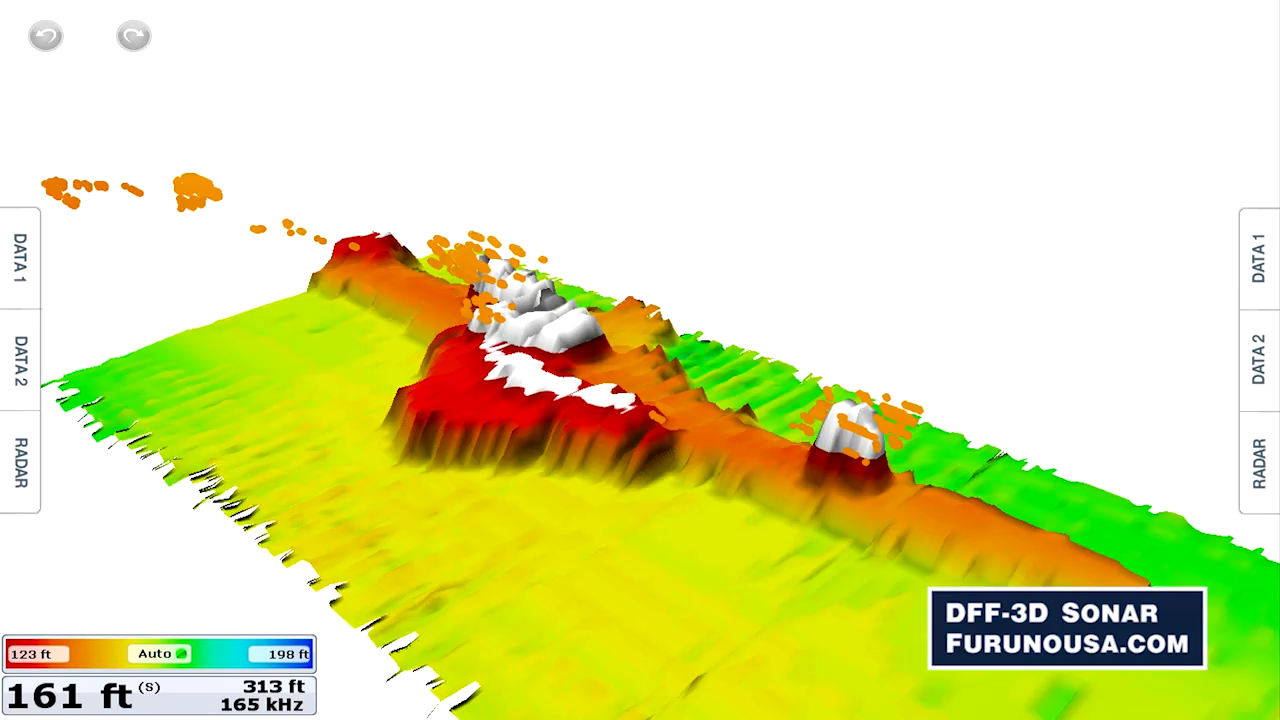 DATA 1
DATA 2
RADAR
DATA 1
DATA 2
RADAR
DFF-3D SONAR
FURUNOUSA.COM
123 ft
Auto
198 ft
161 ft (S)
313 ft
165 kHz